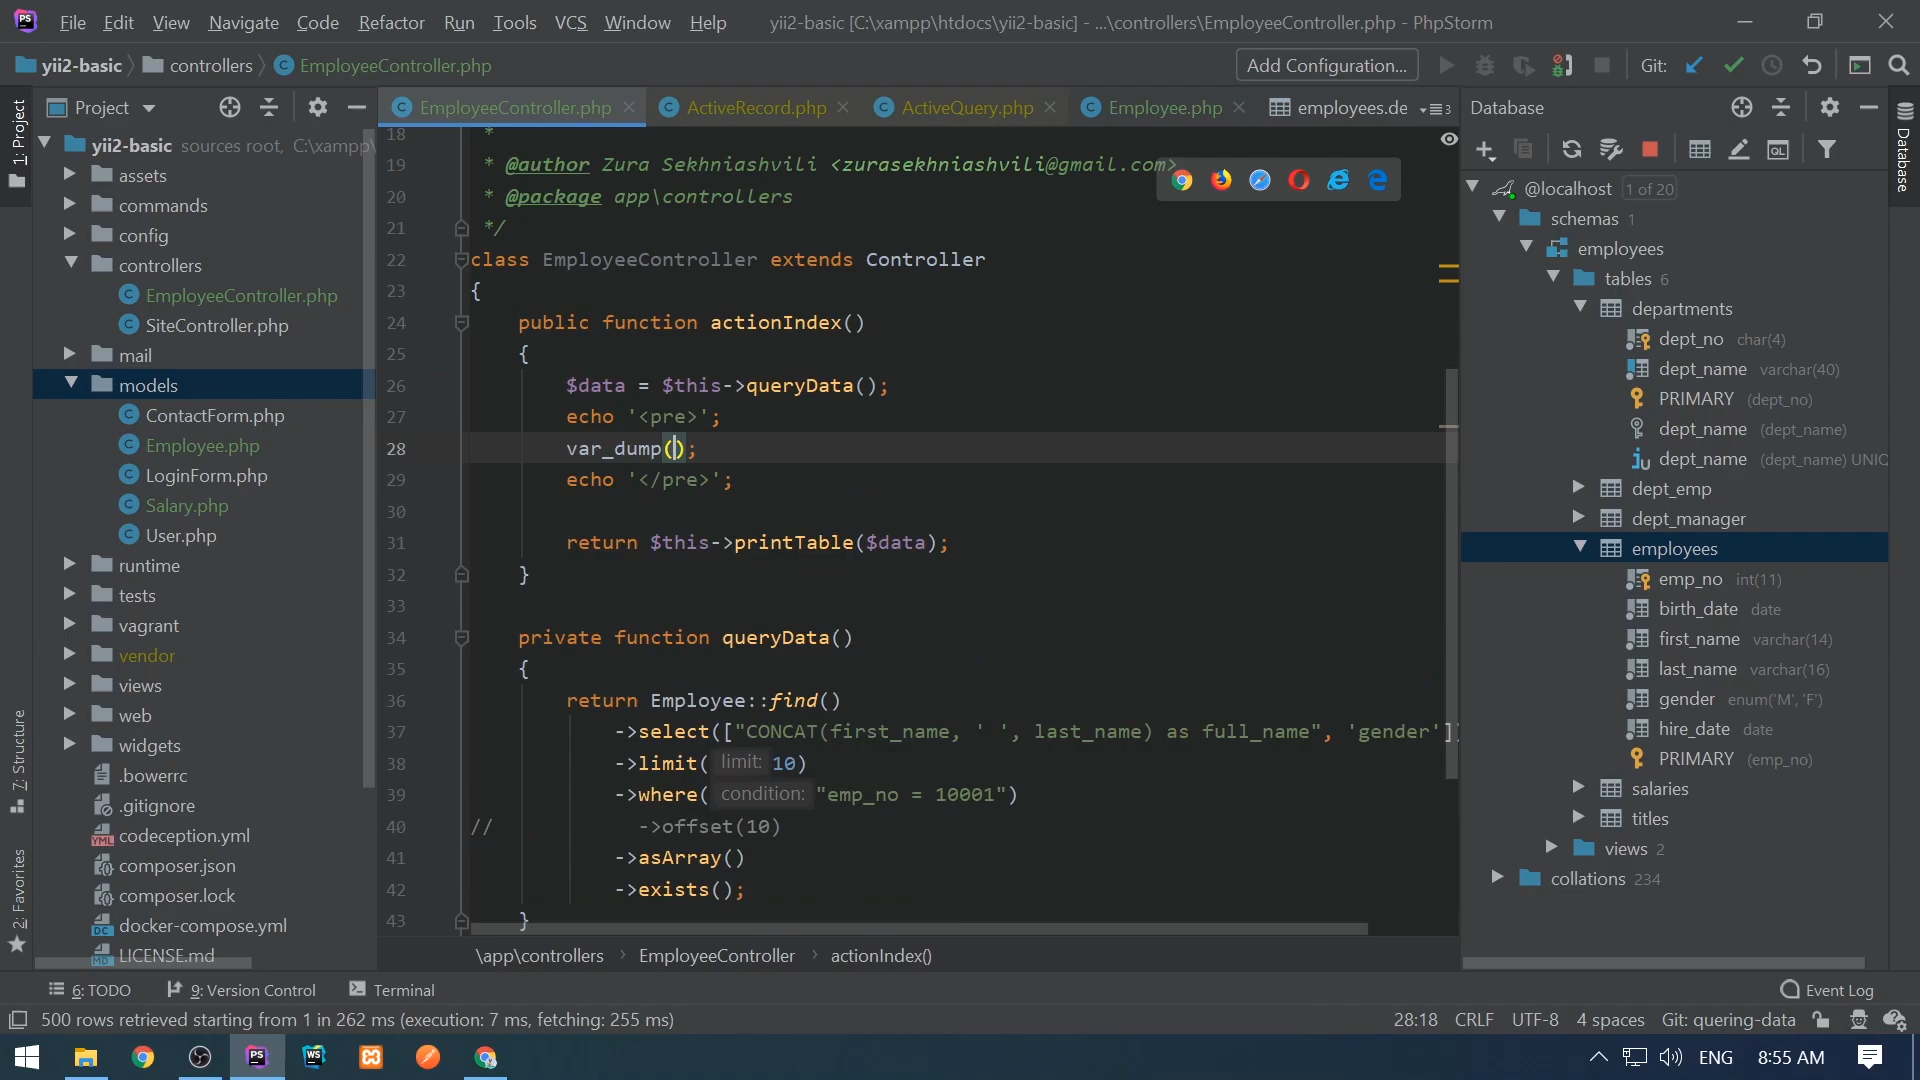 File Edit View Navigate Code Refactor Run Tools VCS Window Help yii2-basic [C:\xampp\htdocs\yii2-basic] - ...\controllers\EmployeeController.php - PhpStorm
yii2-basic controllers EmployeeController.php Add Configuration... Git:
1: Project
7: Structure
2: Favorites
Project
yii2-basic sources root, C:\xampp\
assets
commands
config
controllers
EmployeeController.php
SiteController.php
mail
models
ContactForm.php
Employee.php
LoginForm.php
Salary.php
User.php
runtime
tests
vagrant
vendor
views
web
widgets
.bowerrc
.gitignore
codeception.yml
composer.json
composer.lock
docker-compose.yml
LICENSE.md
EmployeeController.php ActiveRecord.php ActiveQuery.php Employee.php employees.de 3
18 *
19 * @author Zura Sekhniashvili <zurasekhniashvili@gmail.com>
20 * @package app\controllers
21 */
22 class EmployeeController extends Controller
23 {
24 public function actionIndex()
25 {
26 $data = $this->queryData();
27 echo '<pre>';
28 var_dump();
29 echo '</pre>';
30
31 return $this->printTable($data);
32 }
33
34 private function queryData()
35 {
36 return Employee::find()
37 ->select(["CONCAT(first_name, ' ', last_name) as full_name", 'gender']
38 ->limit( limit: 10)
39 ->where( condition: "emp_no = 10001")
40 // ->offset(10)
41 ->asArray()
42 ->exists();
43 }
\app\controllers EmployeeController actionIndex()
Database
@localhost 1 of 20
schemas 1
employees
tables 6
departments
dept_no char(4)
dept_name varchar(40)
PRIMARY (dept_no)
dept_name (dept_name)
dept_name (dept_name) UNIQ
dept_emp
dept_manager
employees
emp_no int(11)
birth_date date
first_name varchar(14)
last_name varchar(16)
gender enum('M', 'F')
hire_date date
PRIMARY (emp_no)
salaries
titles
views 2
collations 234
Database
6: TODO 9: Version Control Terminal Event Log
500 rows retrieved starting from 1 in 262 ms (execution: 7 ms, fetching: 255 ms) 28:18 CRLF UTF-8 4 spaces Git: quering-data
ENG 8:55 AM